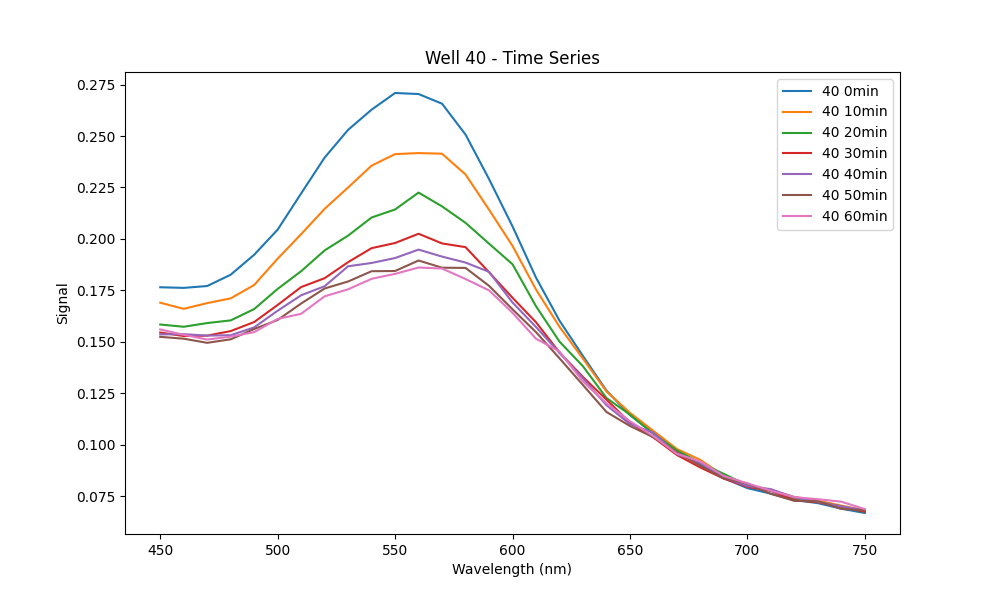 Well 40 - Time Series
Signal
0.275
0.250
0.225
0.200
0.175
0.150
0.125
0.100
0.075
40 0min
40 10min
40 20min
40 30min
40 40min
40 50min
40 60min
450 500 550 600 650 700 750
Wavelength (nm)